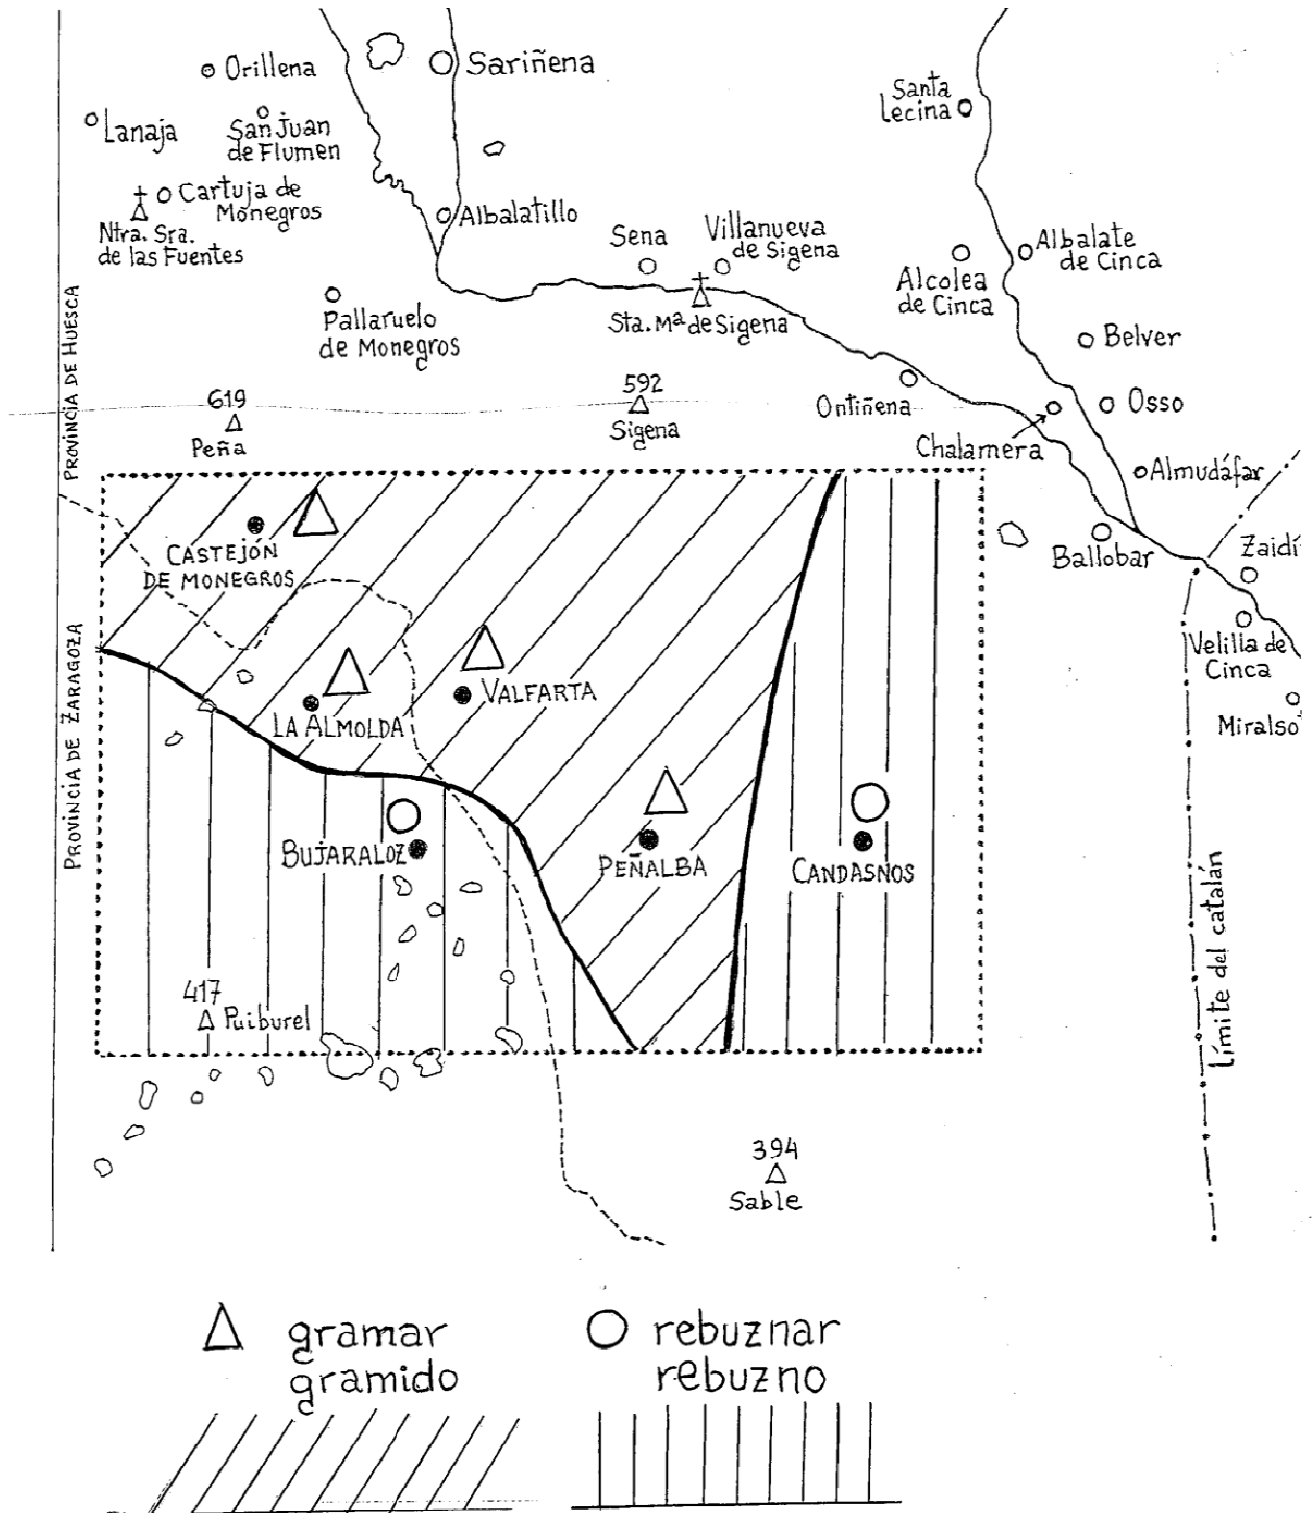 Orillena
Sariñena
Santa
Lecina
Lanaja
San Juan
de Flumen
Cartuja de
Monegros
Ntra. Sra.
de las Fuentes
Albalatillo
Sena
Villanueva
de Sigena
Albalate
de Cinca
Alcolea
de Cinca
Pallaruelo
de Monegros
Sta. Mª de Sigena
Belver
PROVINCIA DE HUESCA
619
Peña
592
Sigena
Ontiñena
Osso
Chalamera
Almudáfar
CASTEJÓN
DE MONEGROS
Ballobar
Zaidí
Velilla de
Cinca
Miralso
VALFARTA
LA ALMOLDA
PROVINCIA DE ZARAGOZA
BUJARALOZ
PEÑALBA
CANDASNOS
Límite del catalán
417
Puiburel
394
Sable
gramar
gramido
rebuznar
rebuzno